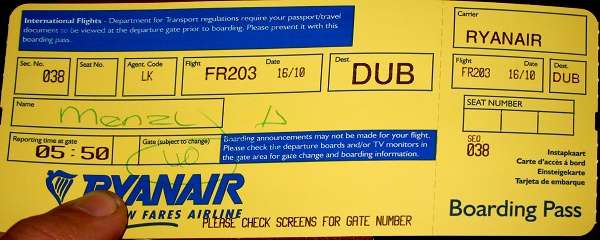 International Flights - Department for Transport regulations require your passport/travel
document to be viewed at the departure gate prior to boarding. Please present it with this
boarding pass.
Sec. No. Seat No. Agent. Code Flight Date Dest.
038 LK FR203 16/10 DUB
Name
Menzly A
Reporting time at gate Gate (subject to change)
05:50
Boarding announcements may not be made for your flight.
Please check the departure boards and/or TV monitors in
the gate area for gate change and boarding information.
RYANAIR
FARES AIRLINE
PLEASE CHECK SCREENS FOR GATE NUMBER
Carrier
RYANAIR
Flight Date Dest.
FR203 16/10 DUB
SEAT NUMBER
SEQ
038
Instapkaart
Carte d'accès á bord
Einsteigekarte
Tarjeta de embarque
Boarding Pass